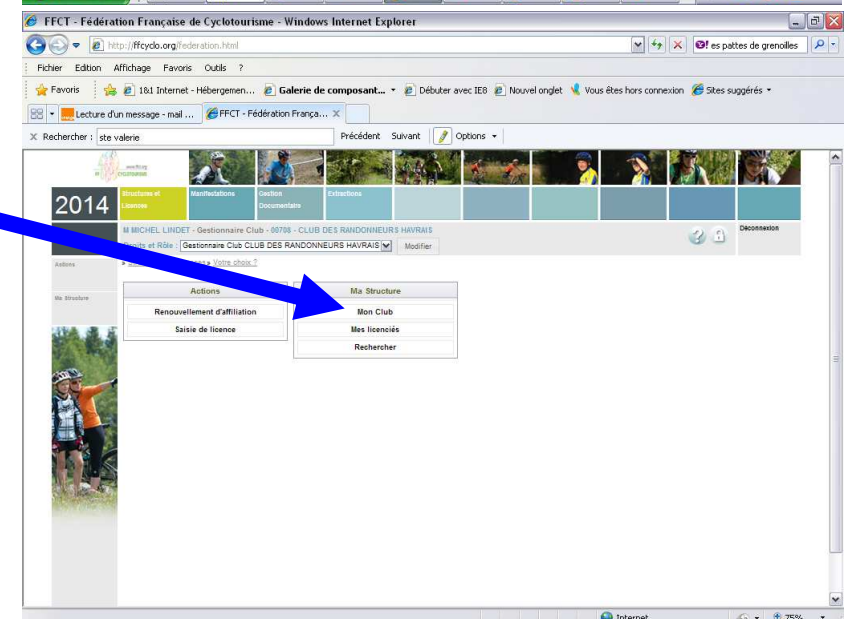 FFCT - Fédération Française de Cyclotourisme - Windows Internet Explorer
http://ffcyclo.org/federation.html
es pattes de grenoilles
Fichier Edition Affichage Favoris Outils ?
Favoris 1&1 Internet - Hébergemen... Galerie de composant... Débuter avec IE8 Nouvel onglet Vous êtes hors connexion Sites suggérés
Lecture d'un message - mail ... FFCT - Fédération França... X
X Rechercher : ste valerie Précédent Suivant Options
2014
Structures et Licences
Manifestations
Gestion Documentaire
Extractions
M MICHEL LINDET - Gestionnaire Club - 00708 - CLUB DES RANDONNEURS HAVRAIS
Déconnexion
Droits et Rôle : Gestionnaire Club CLUB DES RANDONNEURS HAVRAIS Modifier
Actions
» Votre choix ?
Ma Structure
Actions
Renouvellement d'affiliation
Saisie de licence
Ma Structure
Mon Club
Mes licenciés
Rechercher
Internet
75%